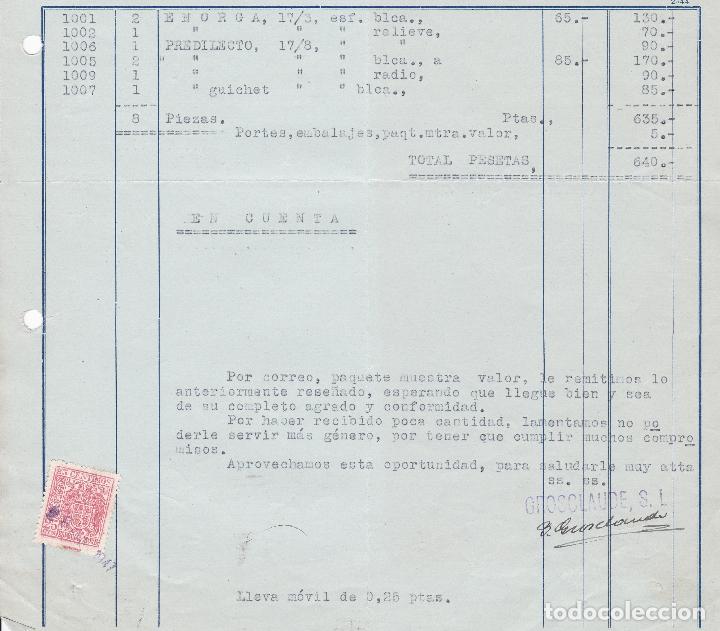 2-44
1001 2 E N O R G A, 17/3, esf. blca., 65.- 130.-
1002 1 " " " relieve, 70.-
1006 1 PREDILECTO, 17/8, " " 90.-
1005 2 " " " " blca., a 85.- 170.-
1009 1 " " " radio, 90.-
1007 1 " guichet " " blca., 85.-
8 Piezas. Ptas., 635.-
Portes,embalajes,paqt.mtra.valor, 5.-
TOTAL PESETAS, 640.-
E N C U E N T A
Por correo, paquete muestra valor, le remitimos lo
anteriormente reseñado, esperando que llegue bien y sea
de su completo agrado y conformidad.
Por haber recibido poca cantidad, lamentamos no po
derle servir más género, por tener que cumplir muchos compro
misos.
Aprovechamos esta oportunidad, para saludarle muy atta
ss. ss.
GROSCLAUDE, S. L.
G. Grosclaude
Lleva móvil de 0,25 ptas.
todocoleccion